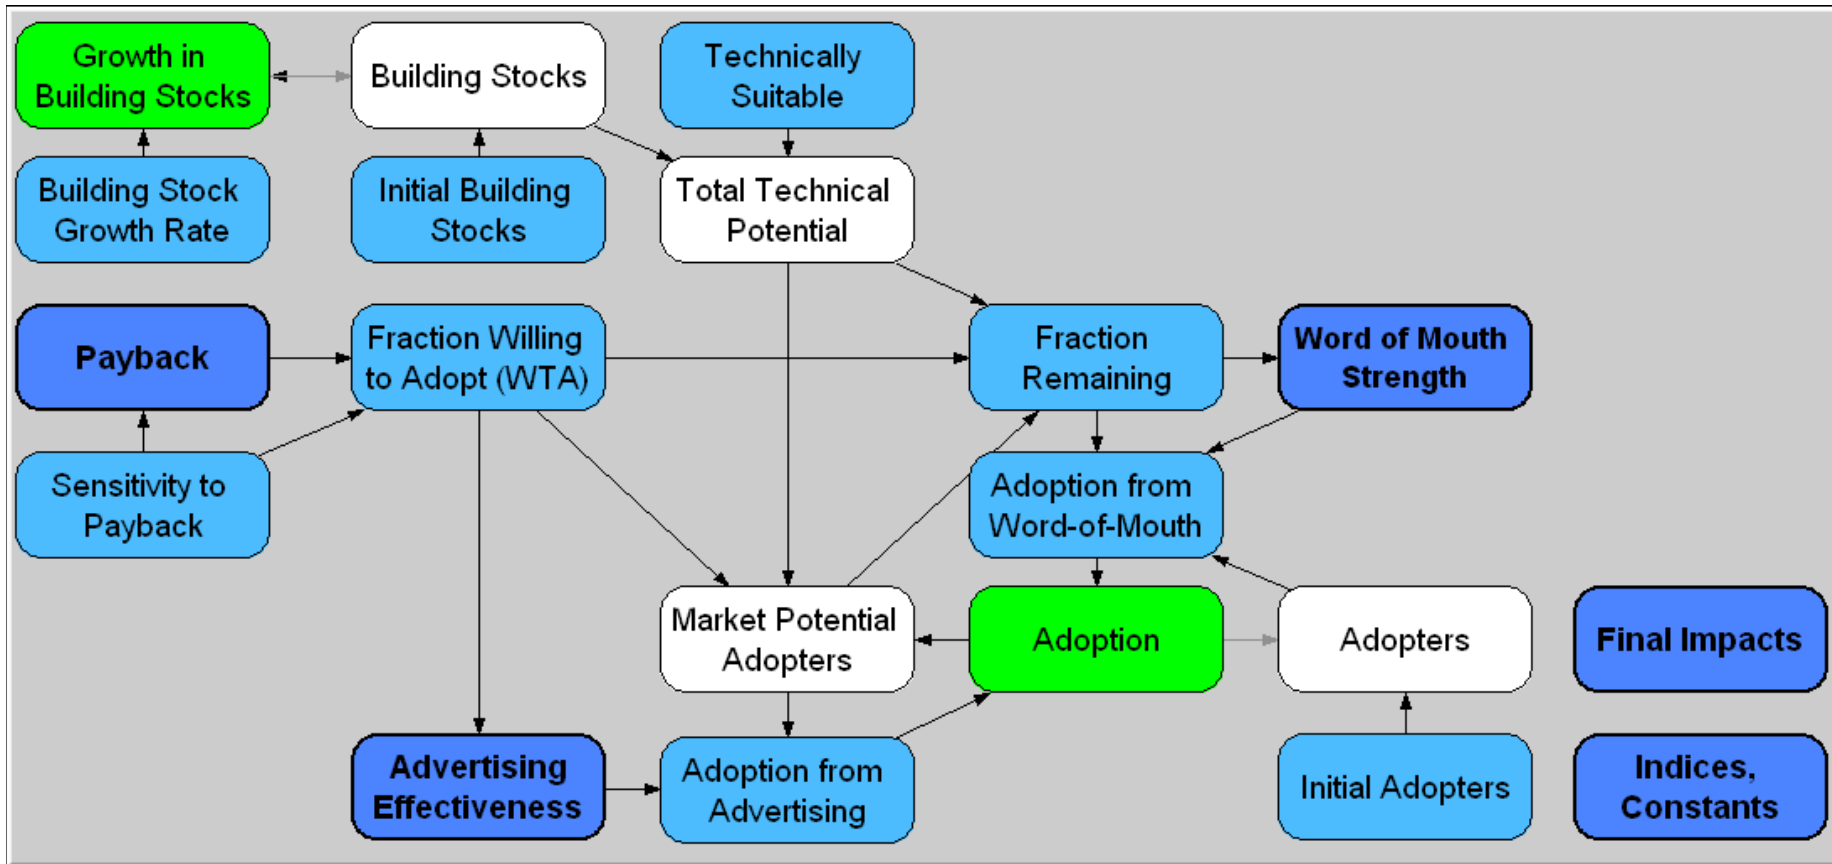 Growth in
Building Stocks
Building Stocks
Technically
Suitable
Building Stock
Growth Rate
Initial Building
Stocks
Total Technical
Potential
Payback
Fraction Willing
to Adopt (WTA)
Fraction
Remaining
Word of Mouth
Strength
Sensitivity to
Payback
Adoption from
Word-of-Mouth
Market Potential
Adopters
Adoption
Adopters
Final Impacts
Advertising
Effectiveness
Adoption from
Advertising
Initial Adopters
Indices,
Constants